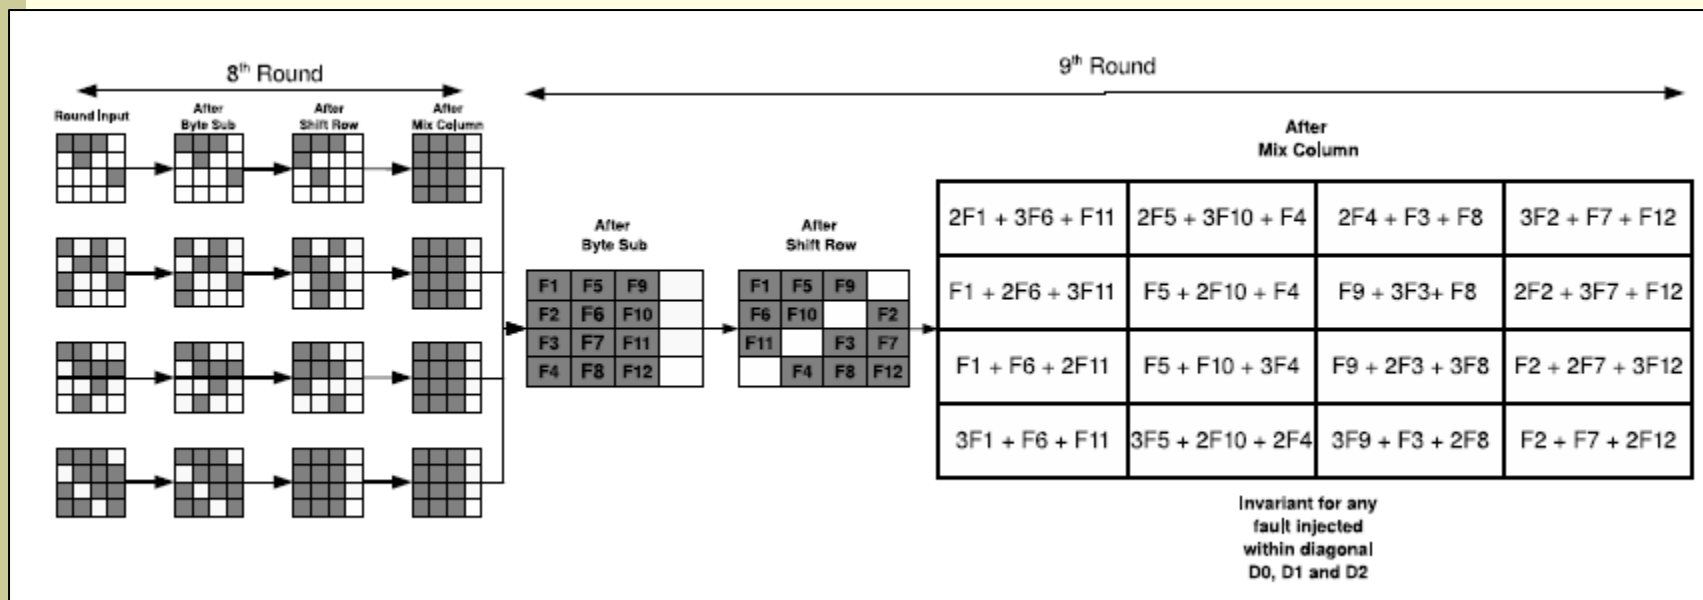 8th Round
9th Round
Round Input
After
Byte Sub
After
Shift Row
After
Mix Column
After
Byte Sub
F1 F5 F9
F2 F6 F10
F3 F7 F11
F4 F8 F12
After
Shift Row
F1 F5 F9
F6 F10 F2
F11 F3 F7
F4 F8 F12
After
Mix Column
2F1 + 3F6 + F11 2F5 + 3F10 + F4 2F4 + F3 + F8 3F2 + F7 + F12
F1 + 2F6 + 3F11 F5 + 2F10 + F4 F9 + 3F3+ F8 2F2 + 3F7 + F12
F1 + F6 + 2F11 F5 + F10 + 3F4 F9 + 2F3 + 3F8 F2 + 2F7 + 3F12
3F1 + F6 + F11 3F5 + 2F10 + 2F4 3F9 + F3 + 2F8 F2 + F7 + 2F12
Invariant for any
fault injected
within diagonal
D0, D1 and D2